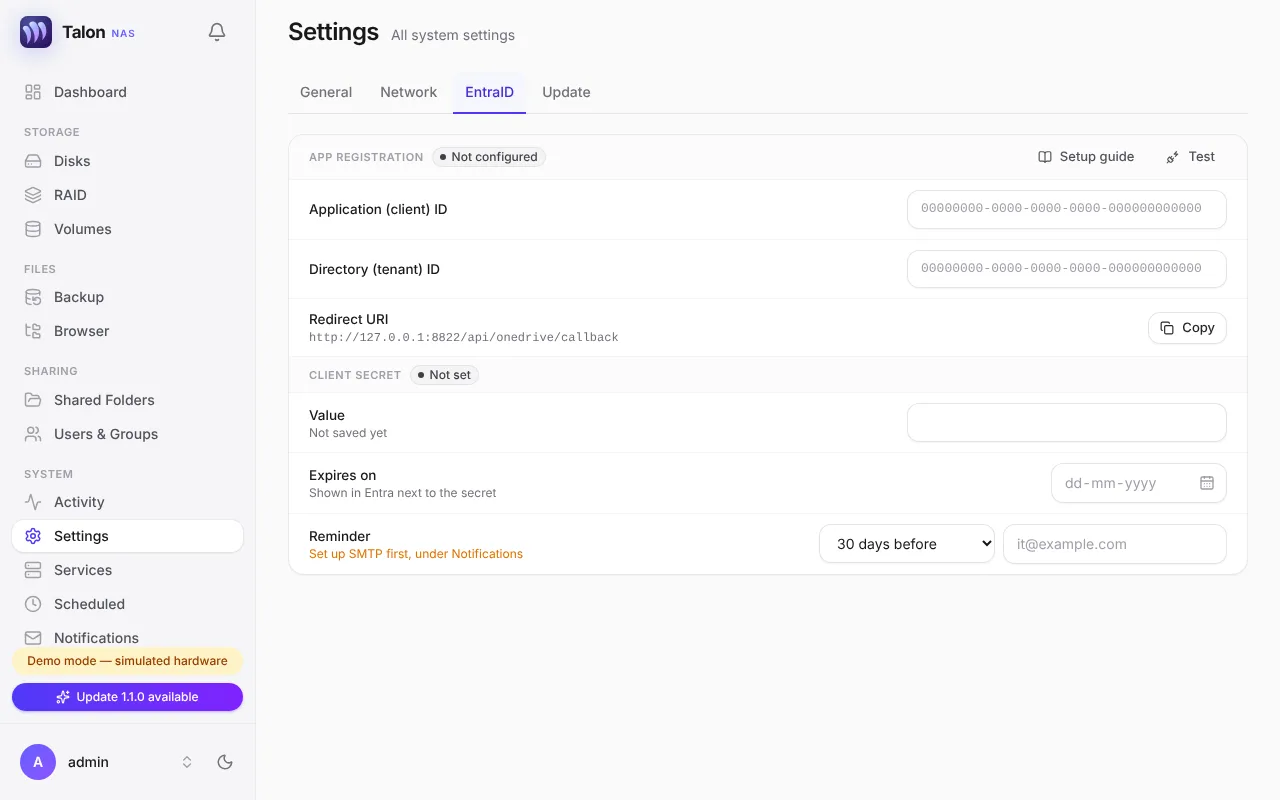 Talon NAS
Dashboard
STORAGE
Disks
RAID
Volumes
FILES
Backup
Browser
SHARING
Shared Folders
Users & Groups
SYSTEM
Activity
Settings
Services
Scheduled
Notifications
Demo mode — simulated hardware
Update 1.1.0 available
A admin
Settings All system settings
General Network EntraID Update
APP REGISTRATION Not configured Setup guide Test
Application (client) ID 00000000-0000-0000-0000-000000000000
Directory (tenant) ID 00000000-0000-0000-0000-000000000000
Redirect URI
http://127.0.0.1:8822/api/onedrive/callback
Copy
CLIENT SECRET Not set
Value
Not saved yet
Expires on
Shown in Entra next to the secret
dd-mm-yyyy
Reminder
Set up SMTP first, under Notifications
30 days before it@example.com